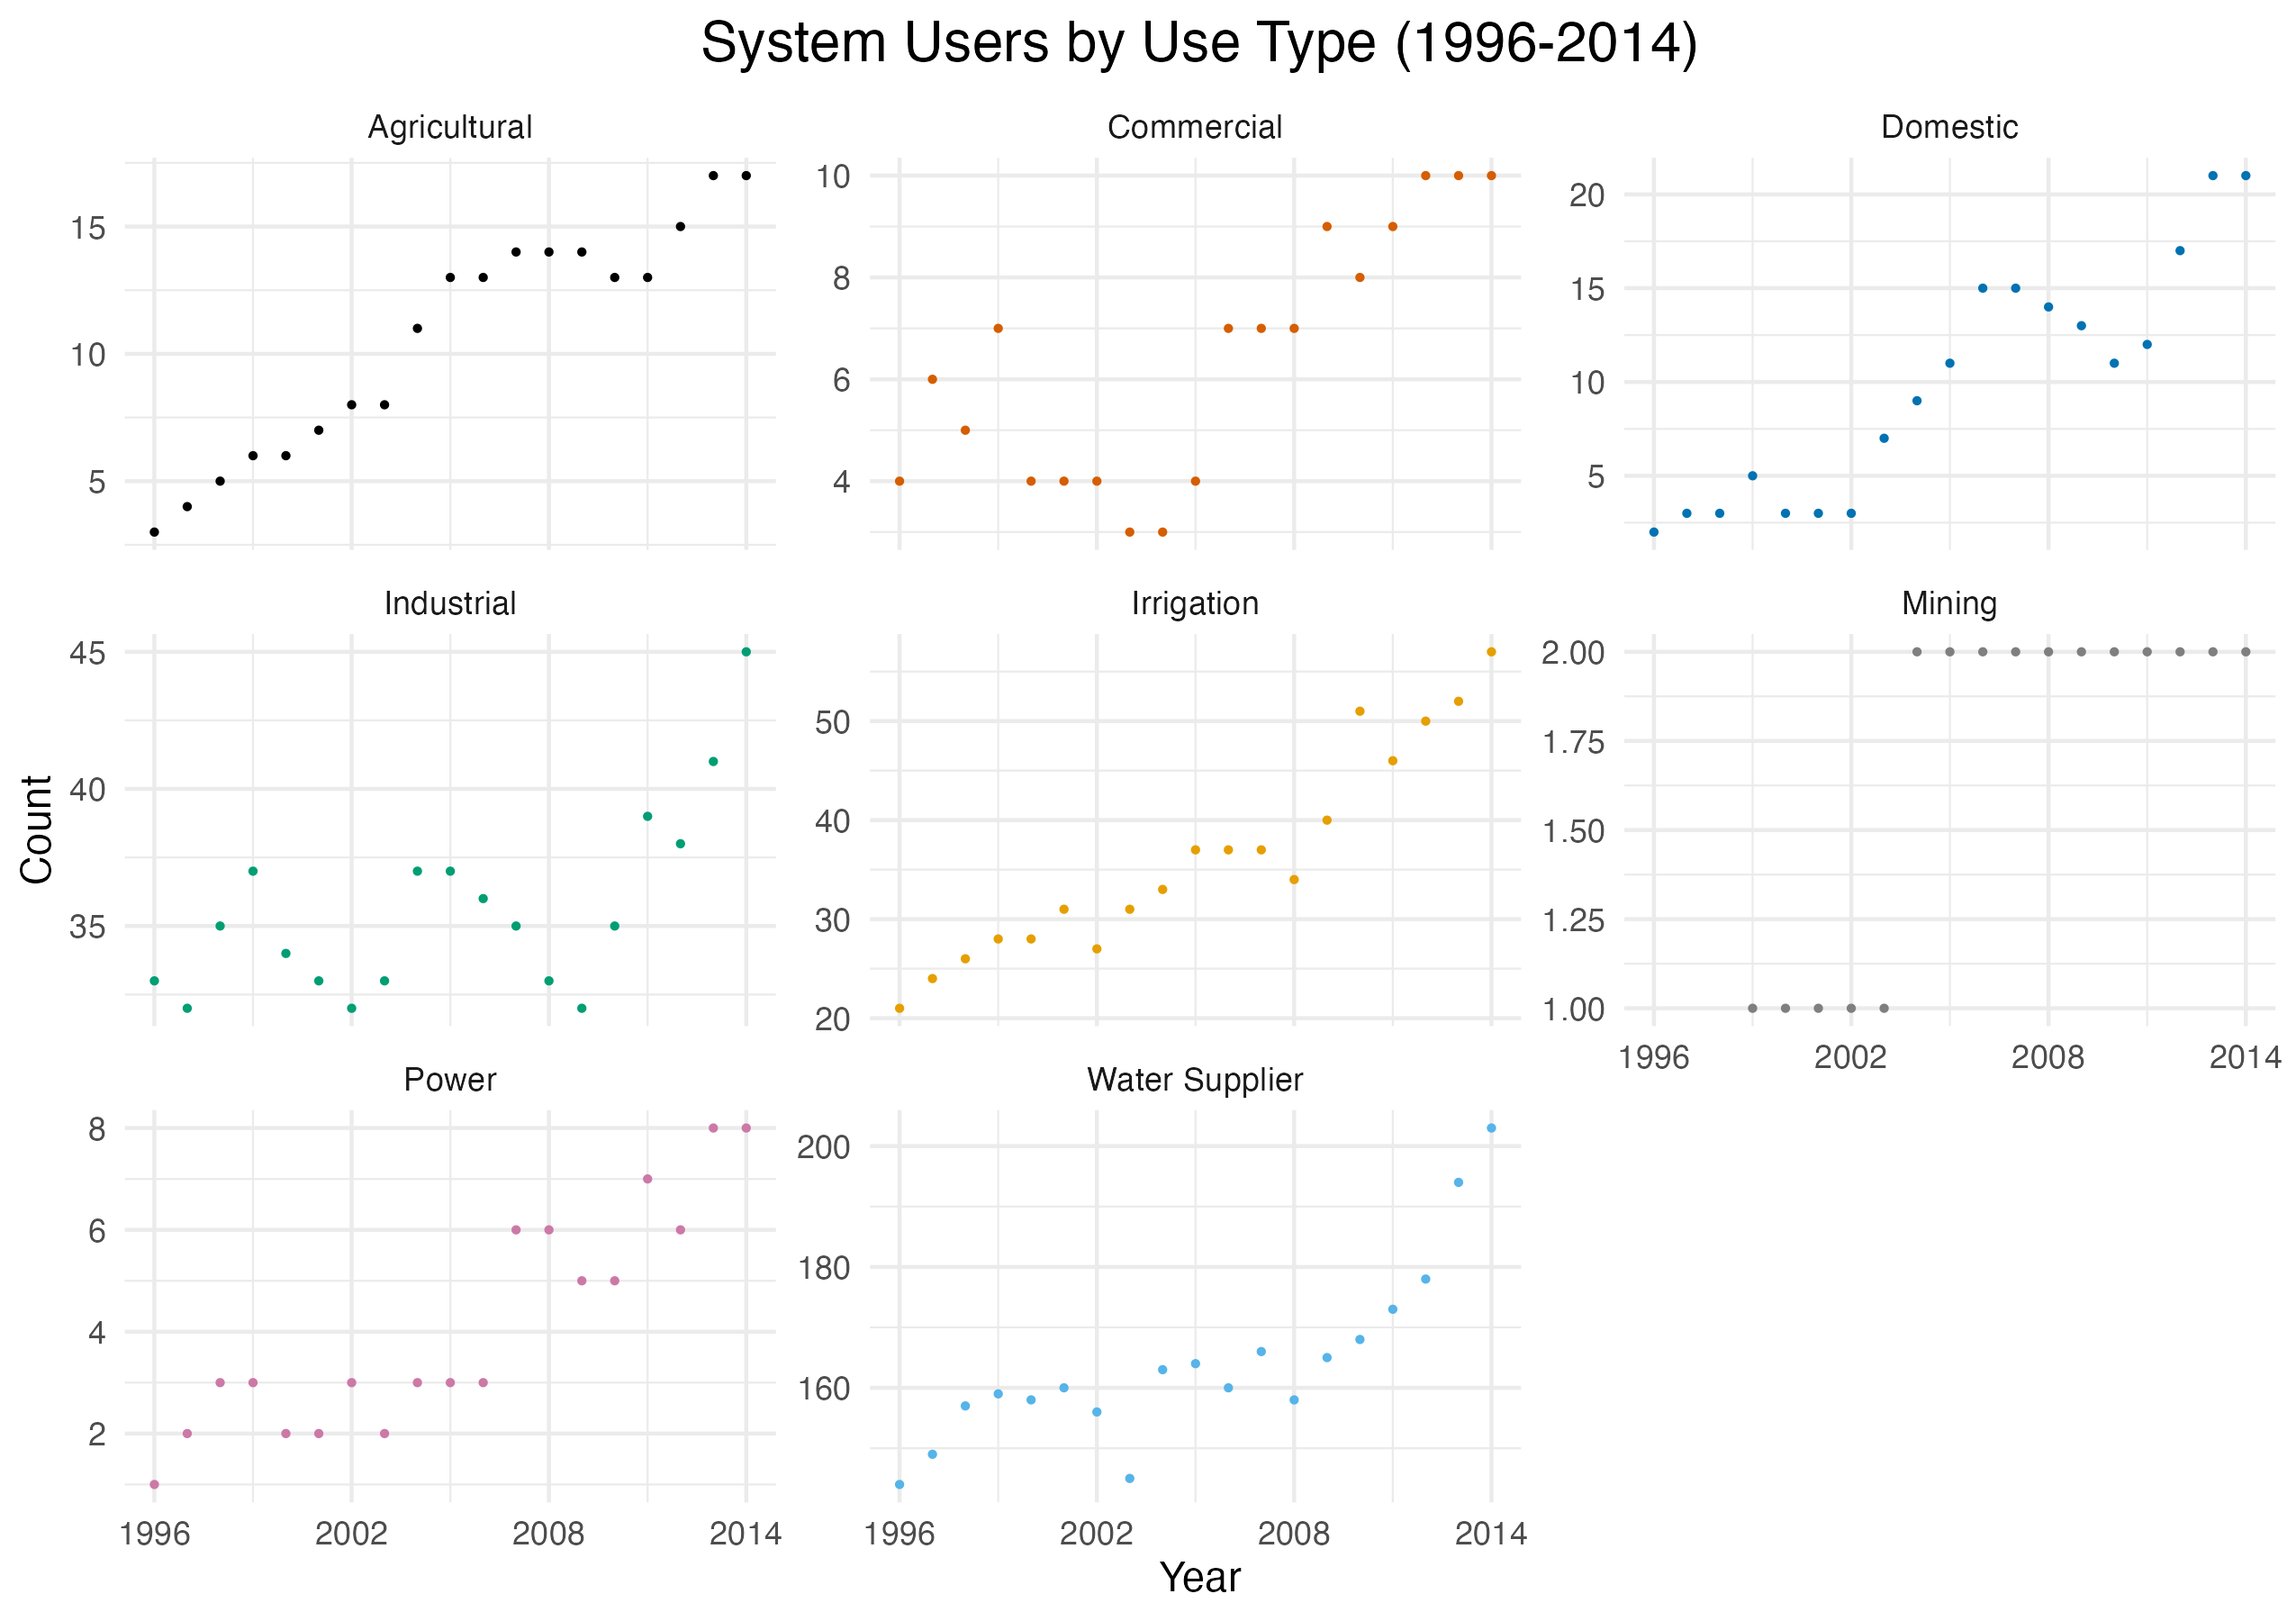 System Users by Use Type (1996-2014)
Agricultural
Commercial
Domestic
15
10
5
10
8
6
4
20
15
10
5
Industrial
Irrigation
Mining
45
40
35
50
40
30
20
2.00
1.75
1.50
1.25
1.00
1996 2002 2008 2014
Count
Power
Water Supplier
8
6
4
2
200
180
160
1996 2002 2008 2014
1996 2002 2008 2014
Year